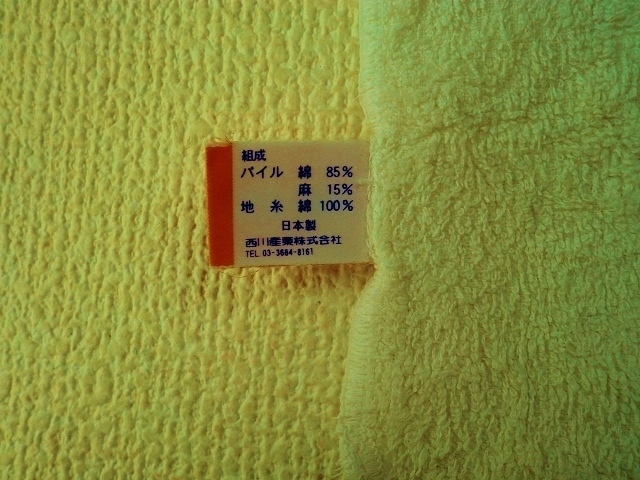 組成
パイル 綿 85%
麻 15%
地 糸 綿 100%
日本製
西川産業株式会社
TEL 03-3664-8161